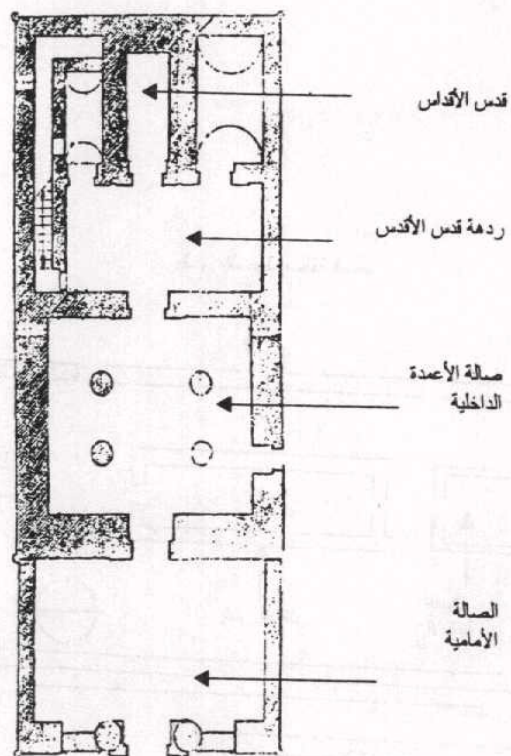 قدس الأقداس
ردهة قدس الأقدس
صالة الأعمدة
الداخلية
الصالة
الأمامية